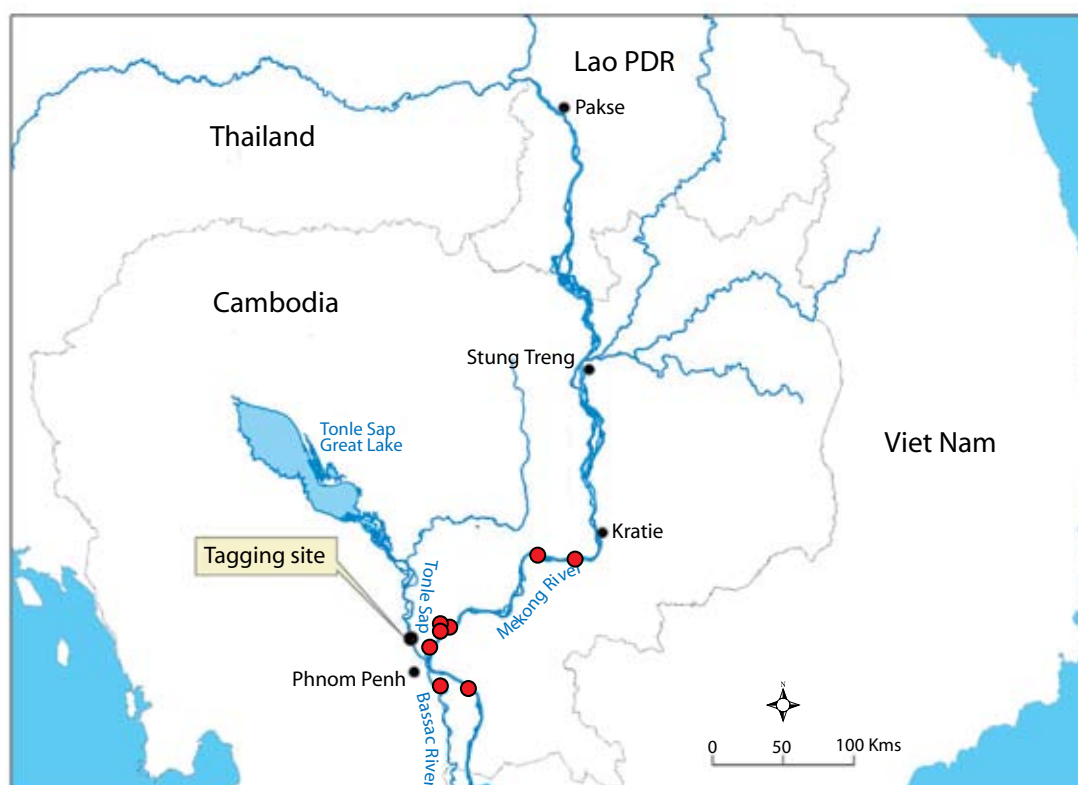 Lao PDR
Pakse
Thailand
Cambodia
Stung Treng
Tonle Sap
Great Lake
Viet Nam
Kratie
Tagging site
Tonle Sap
Mekong River
Phnom Penh
Bassac River
N
0 50 100 Kms